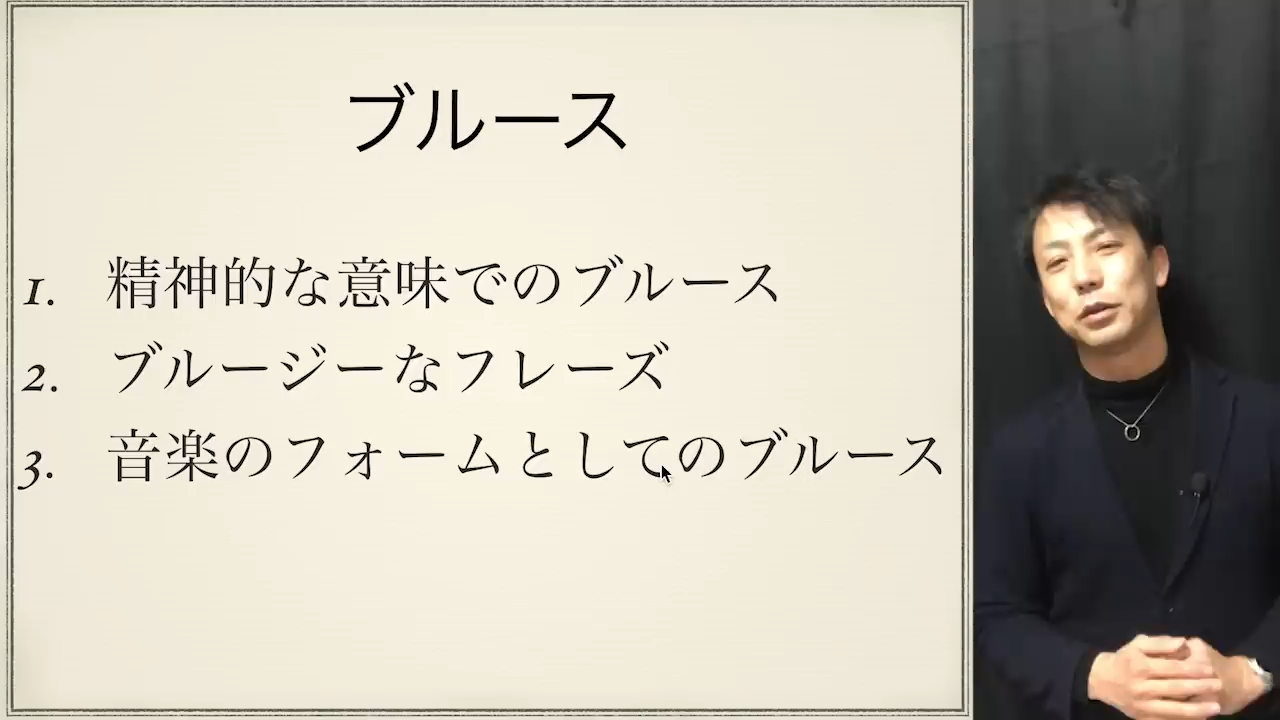 ブルース
1. 精神的な意味でのブルース
2. ブルージーなフレーズ
3. 音楽のフォームとしてのブルース